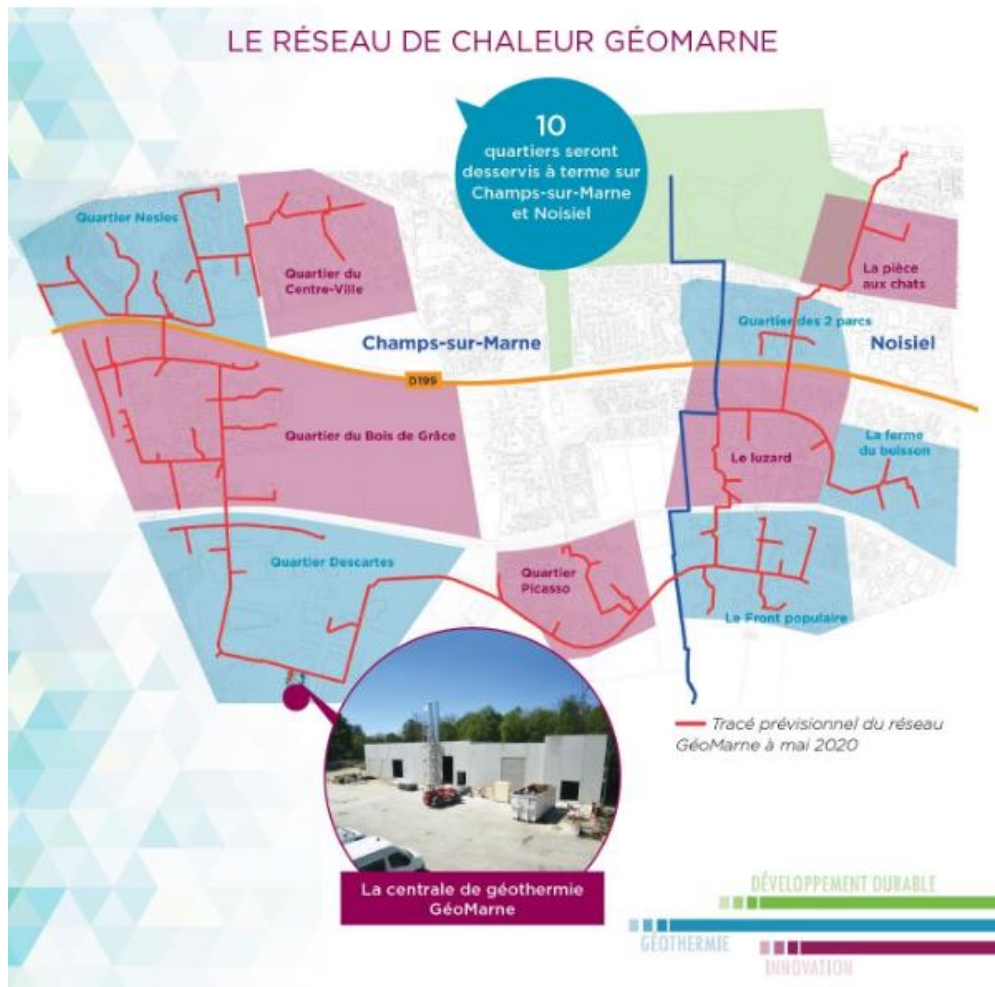 LE RÉSEAU DE CHALEUR GÉOMARNE
10
quartiers seront
desservis à terme sur
Champs-sur-Marne
et Noisiel
Quartier Nesles
Quartier du
Centre-Ville
La pièce
aux chats
Quartier des 2 parcs
Champs-sur-Marne
Noisiel
D199
Quartier du Bois de Grâce
La ferme
du buisson
Le luzard
Quartier Descartes
Quartier
Picasso
Le Front populaire
Tracé prévisionnel du réseau
GéoMarne à mai 2020
La centrale de géothermie
GéoMarne
DÉVELOPPEMENT DURABLE
GÉOTHERMIE
INNOVATION